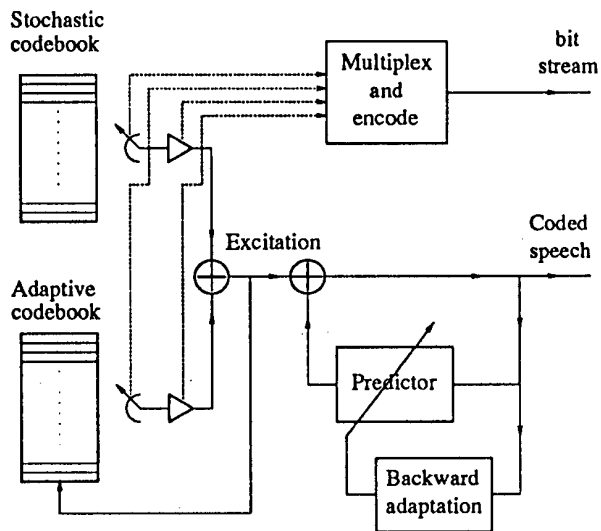 Stochastic
codebook
Multiplex
and
encode
bit
stream
Excitation
Coded
speech
Adaptive
codebook
Predictor
Backward
adaptation